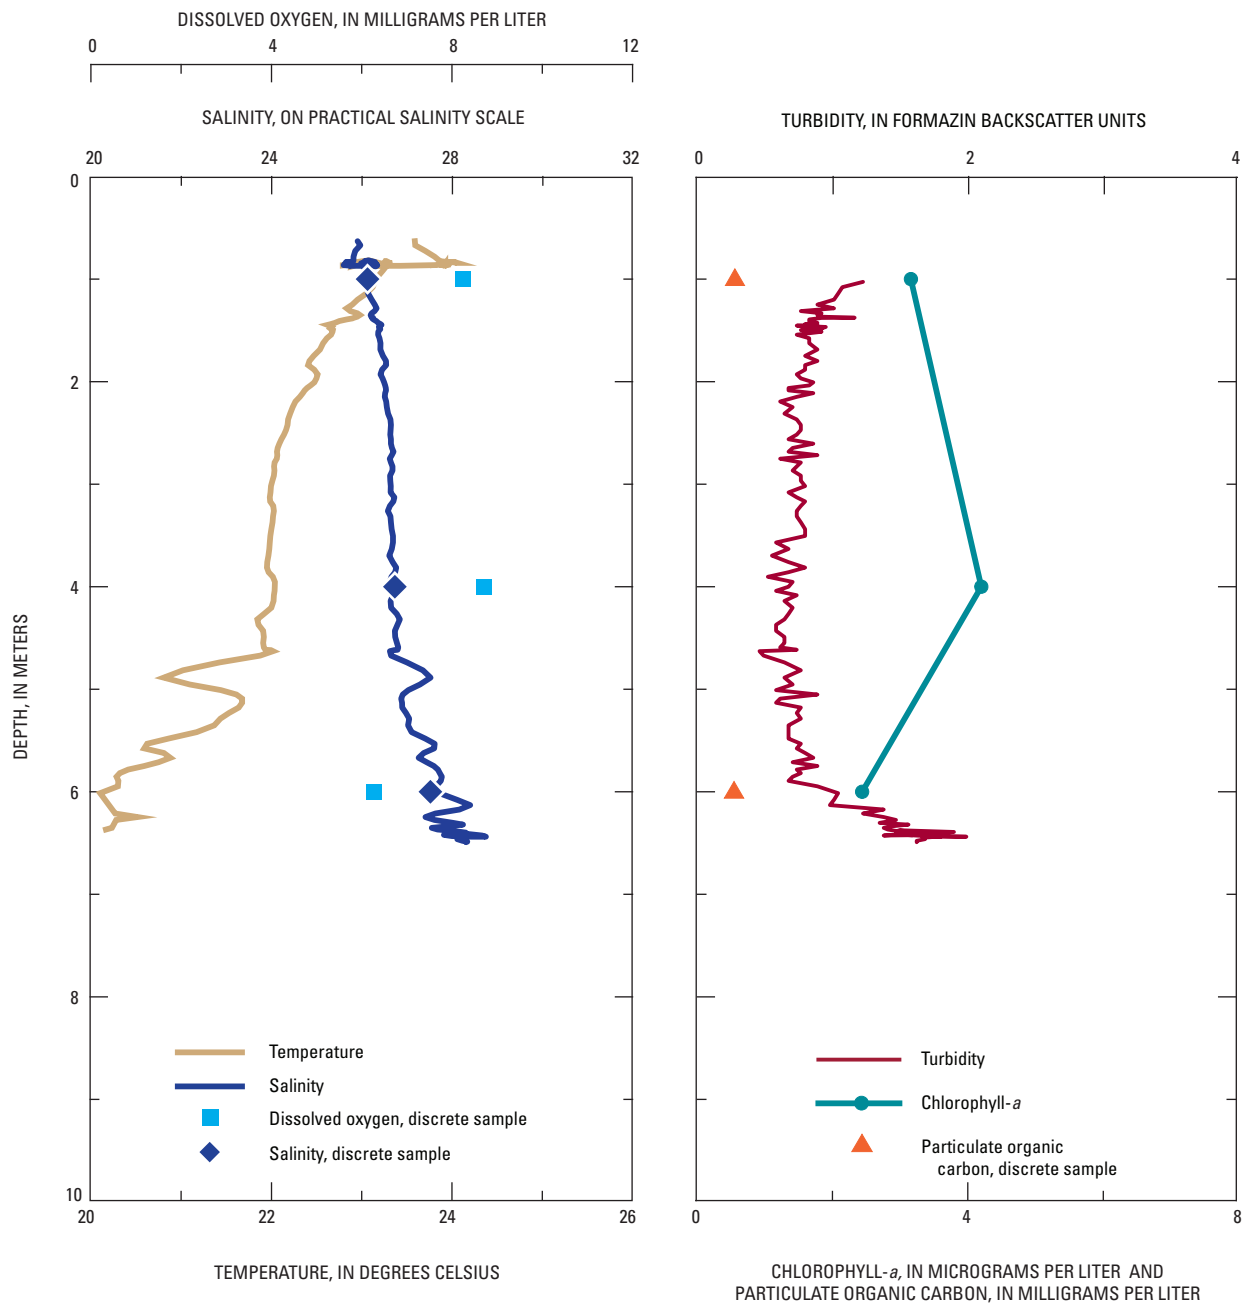 DISSOLVED OXYGEN, IN MILLIGRAMS PER LITER
0 4 8 12
SALINITY, ON PRACTICAL SALINITY SCALE
20 24 28 32
TURBIDITY, IN FORMAZIN BACKSCATTER UNITS
0 2 4
DEPTH, IN METERS
0
2
4
6
8
10
Temperature
Salinity
Dissolved oxygen, discrete sample
Salinity, discrete sample
Turbidity
Chlorophyll-a
Particulate organic
carbon, discrete sample
20 22 24 26
TEMPERATURE, IN DEGREES CELSIUS
0 4 8
CHLOROPHYLL-a, IN MICROGRAMS PER LITER AND
PARTICULATE ORGANIC CARBON, IN MILLIGRAMS PER LITER